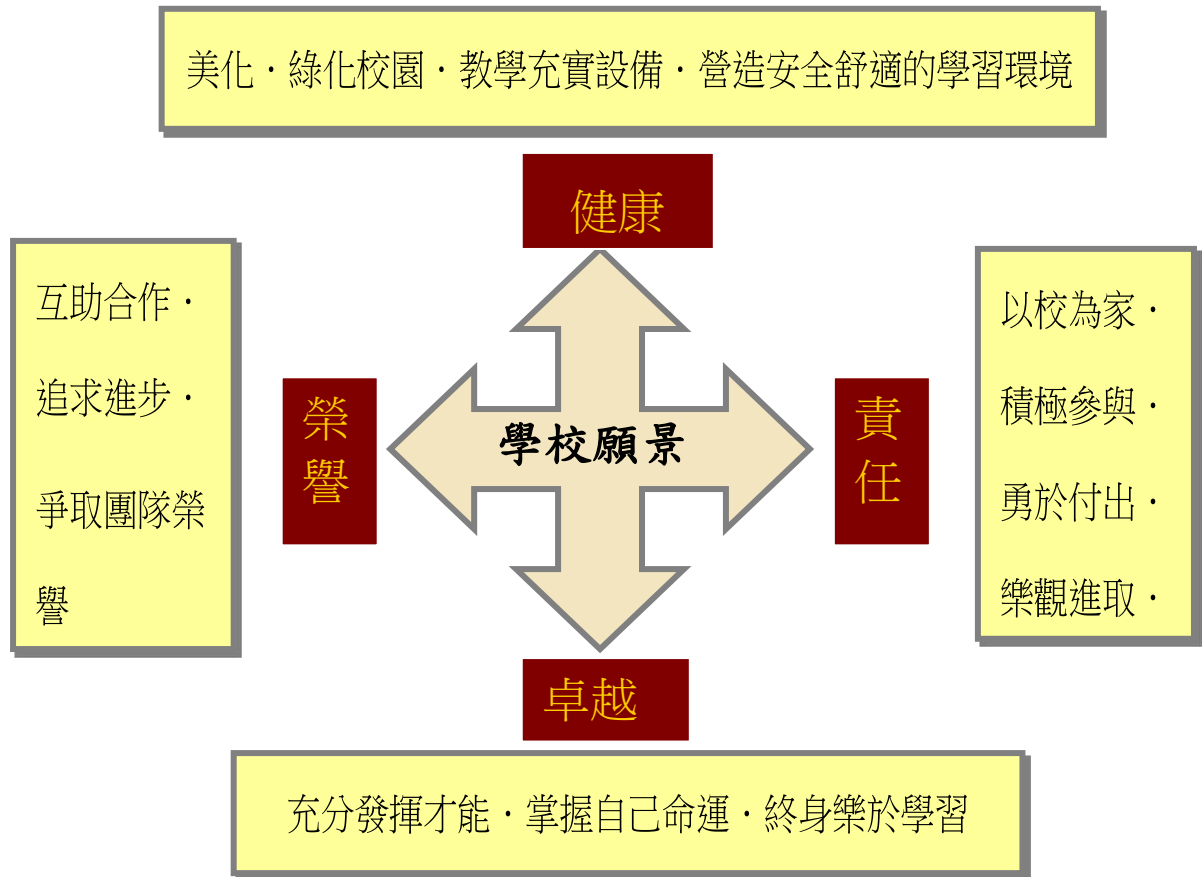 美化．綠化校園．教學充實設備．營造安全舒適的學習環境
健康
互助合作．
追求進步．
爭取團隊榮
譽
榮
譽
學校願景
責
任
以校為家．
積極參與．
勇於付出．
樂觀進取．
卓越
充分發揮才能．掌握自己命運．終身樂於學習